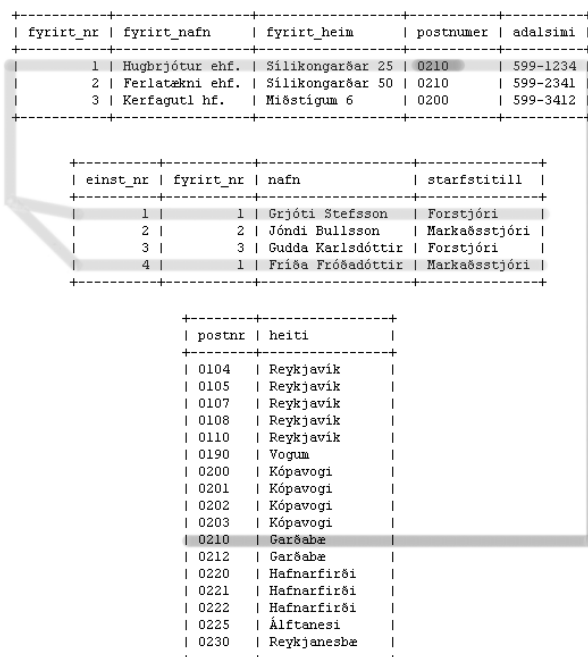 | fyrirt_nr | fyrirt_nafn | fyrirt_heim | postnumer | adalsimi |
| 1 | Hugbrjótur ehf. | Sílikongarðar 25 | 0210 | 599-1234 |
| 2 | Ferlatækni ehf. | Sílikongarðar 50 | 0210 | 599-2341 |
| 3 | Kerfagutl hf. | Miðstígum 6 | 0200 | 599-3412 |
| einst_nr | fyrirt_nr | nafn | starfstitill |
| 1 | 1 | Grjóti Stefsson | Forstjóri |
| 2 | 2 | Jóndi Bullsson | Markaðsstjóri |
| 3 | 3 | Gudda Karlsdóttir | Forstjóri |
| 4 | 1 | Fríða Fróðadóttir | Markaðsstjóri |
| postnr | heiti |
| 0104 | Reykjavík |
| 0105 | Reykjavík |
| 0107 | Reykjavík |
| 0108 | Reykjavík |
| 0110 | Reykjavík |
| 0190 | Vogum |
| 0200 | Kópavogi |
| 0201 | Kópavogi |
| 0202 | Kópavogi |
| 0203 | Kópavogi |
| 0210 | Garðabæ |
| 0212 | Garðabæ |
| 0220 | Hafnarfirði |
| 0221 | Hafnarfirði |
| 0222 | Hafnarfirði |
| 0225 | Álftanesi |
| 0230 | Reykjanesbæ |